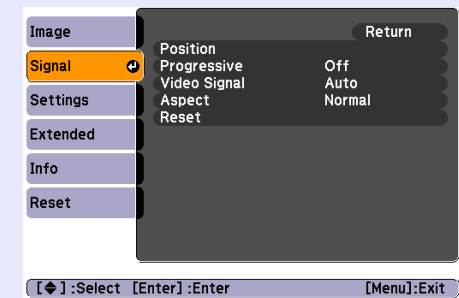 Image
Signal
Settings
Extended
Info
Reset
Return
Position
Progressive Off
Video Signal Auto
Aspect Normal
Reset
[◆] :Select [Enter] :Enter [Menu]:Exit